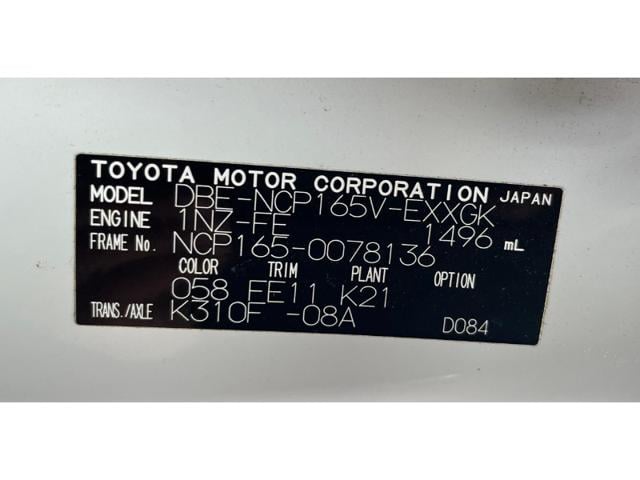 TOYOTA MOTOR CORPORATION JAPAN
MODEL DBE-NCP165V-EXXGK
ENGINE 1NZ-FE 1496 mL
FRAME No. NCP165-0078136
COLOR TRIM PLANT OPTION
058 EE11 K21
TRANS./AXLE K310F -08A D084